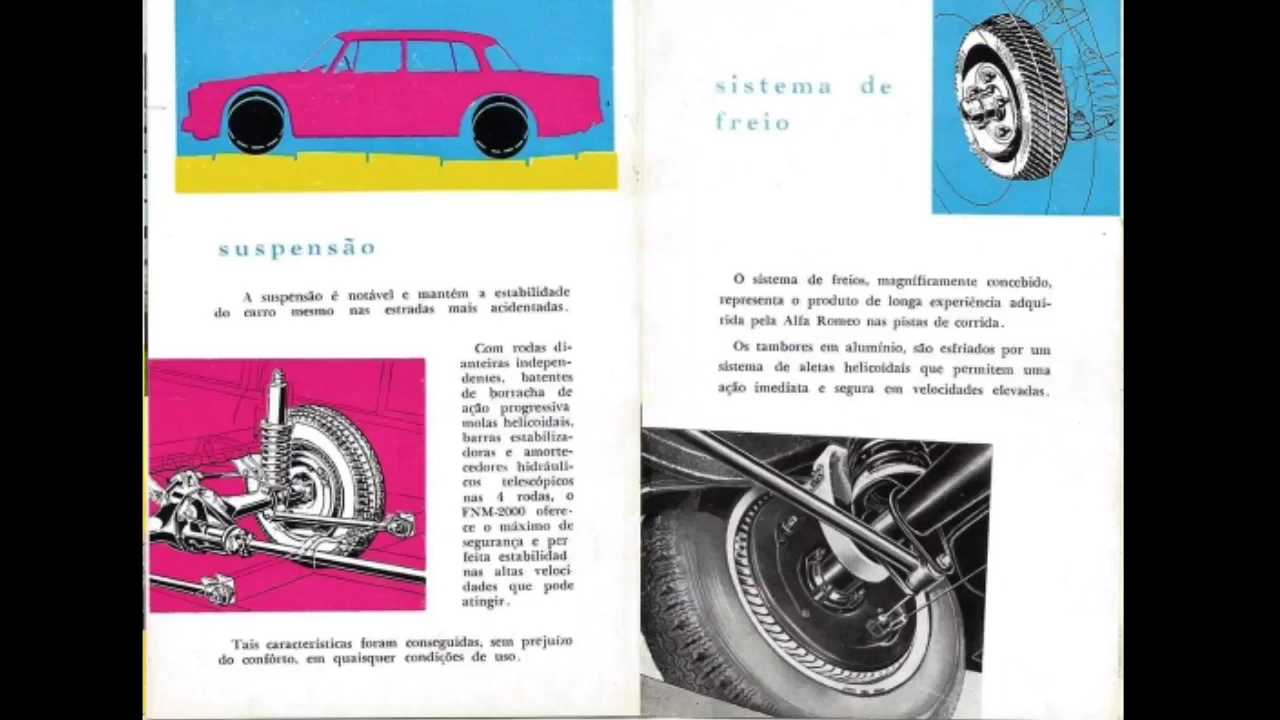 suspensão
A suspensão é notável e mantém a estabilidade
do carro mesmo nas estradas mais acidentadas.
Com rodas di-
anteiras indepen-
dentes, batentes
de borracha de
ação progressiva
molas helicoidais,
barras estabiliza-
doras e amorte-
cedores hidráuli-
cos telescópicos
nas 4 rodas, o
FNM-2000 ofere-
ce o máximo de
segurança e per
feita estabilidad
nas altas veloci-
dades que pode
atingir.
Tais características foram conseguidas, sem prejuízo
do confôrto, em quaisquer condições de uso.
sistema de
freio
O sistema de freios, magnìficamente concebido,
representa o produto de longa experiência adqui-
rida pela Alfa Romeo nas pistas de corrida.
Os tambores em alumínio, são esfriados por um
sistema de aletas helicoidais que permitem uma
ação imediata e segura em velocidades elevadas.